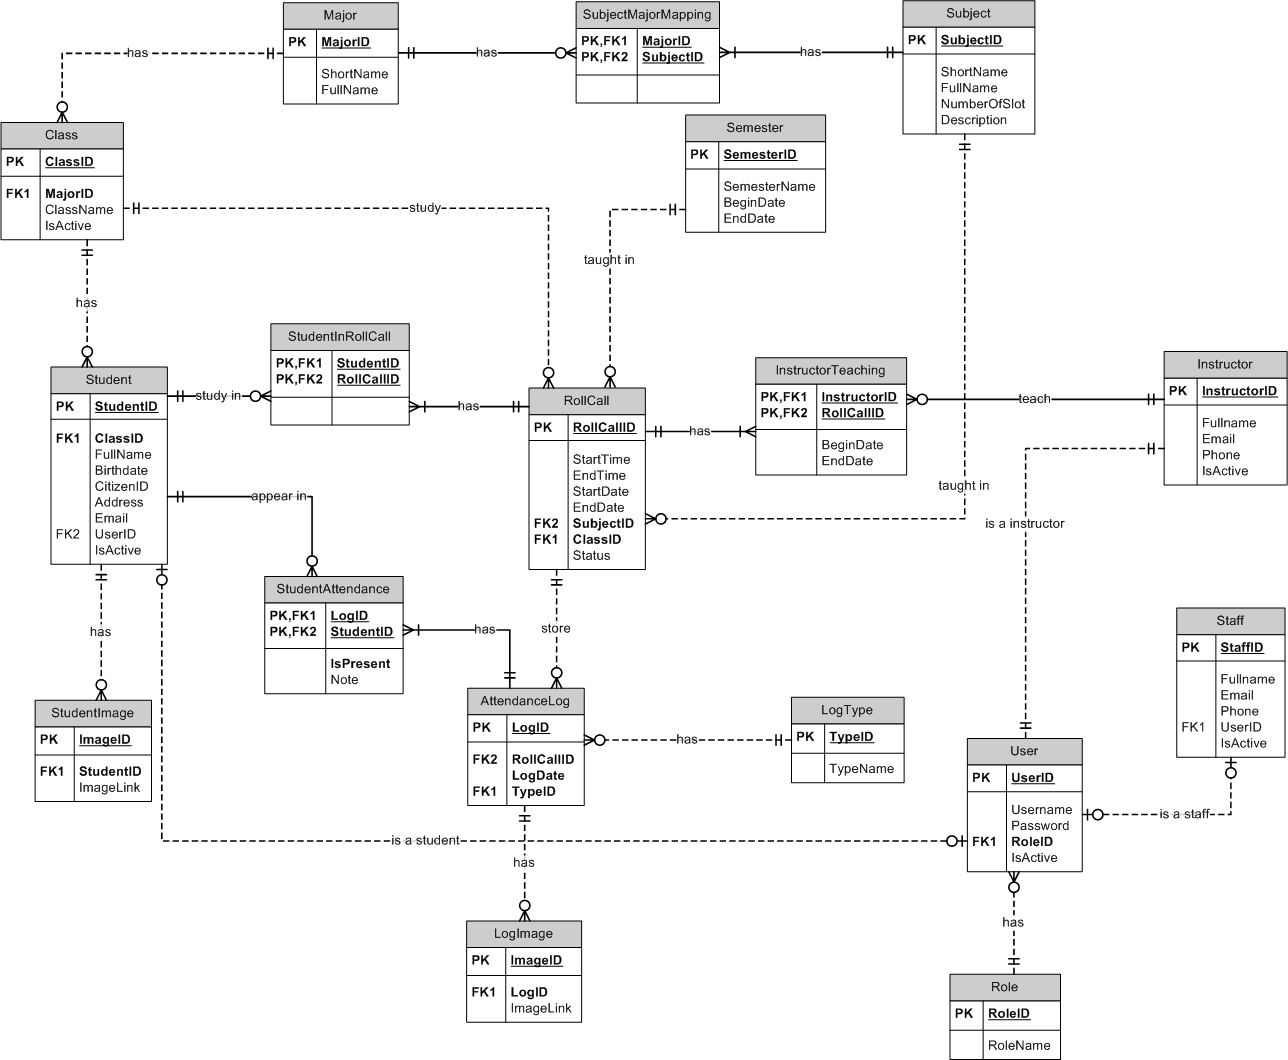 Major
PK MajorID
ShortName
FullName
SubjectMajorMapping
PK,FK1 MajorID
PK,FK2 SubjectID
Subject
PK SubjectID
ShortName
FullName
NumberOfSlot
Description
has
has
has
Class
PK ClassID
FK1 MajorID
ClassName
IsActive
Semester
PK SemesterID
SemesterName
BeginDate
EndDate
study
taught in
has
StudentInRollCall
PK,FK1 StudentID
PK,FK2 RollCallID
Student
PK StudentID
FK1 ClassID
FullName
Birthdate
CitizenID
Address
Email
FK2 UserID
IsActive
study in
has
RollCall
PK RollCallID
StartTime
EndTime
StartDate
EndDate
FK2 SubjectID
FK1 ClassID
Status
has
InstructorTeaching
PK,FK1 InstructorID
PK,FK2 RollCallID
BeginDate
EndDate
teach
Instructor
PK InstructorID
Fullname
Email
Phone
IsActive
taught in
is a instructor
appear in
StudentAttendance
PK,FK1 LogID
PK,FK2 StudentID
IsPresent
Note
has
store
has
StudentImage
PK ImageID
FK1 StudentID
ImageLink
AttendanceLog
PK LogID
FK2 RollCallID
LogDate
FK1 TypeID
has
LogType
PK TypeID
TypeName
Staff
PK StaffID
Fullname
Email
Phone
FK1 UserID
IsActive
User
PK UserID
Username
Password
FK1 RoleID
IsActive
is a staff
is a student
has
LogImage
PK ImageID
FK1 LogID
ImageLink
has
Role
PK RoleID
RoleName